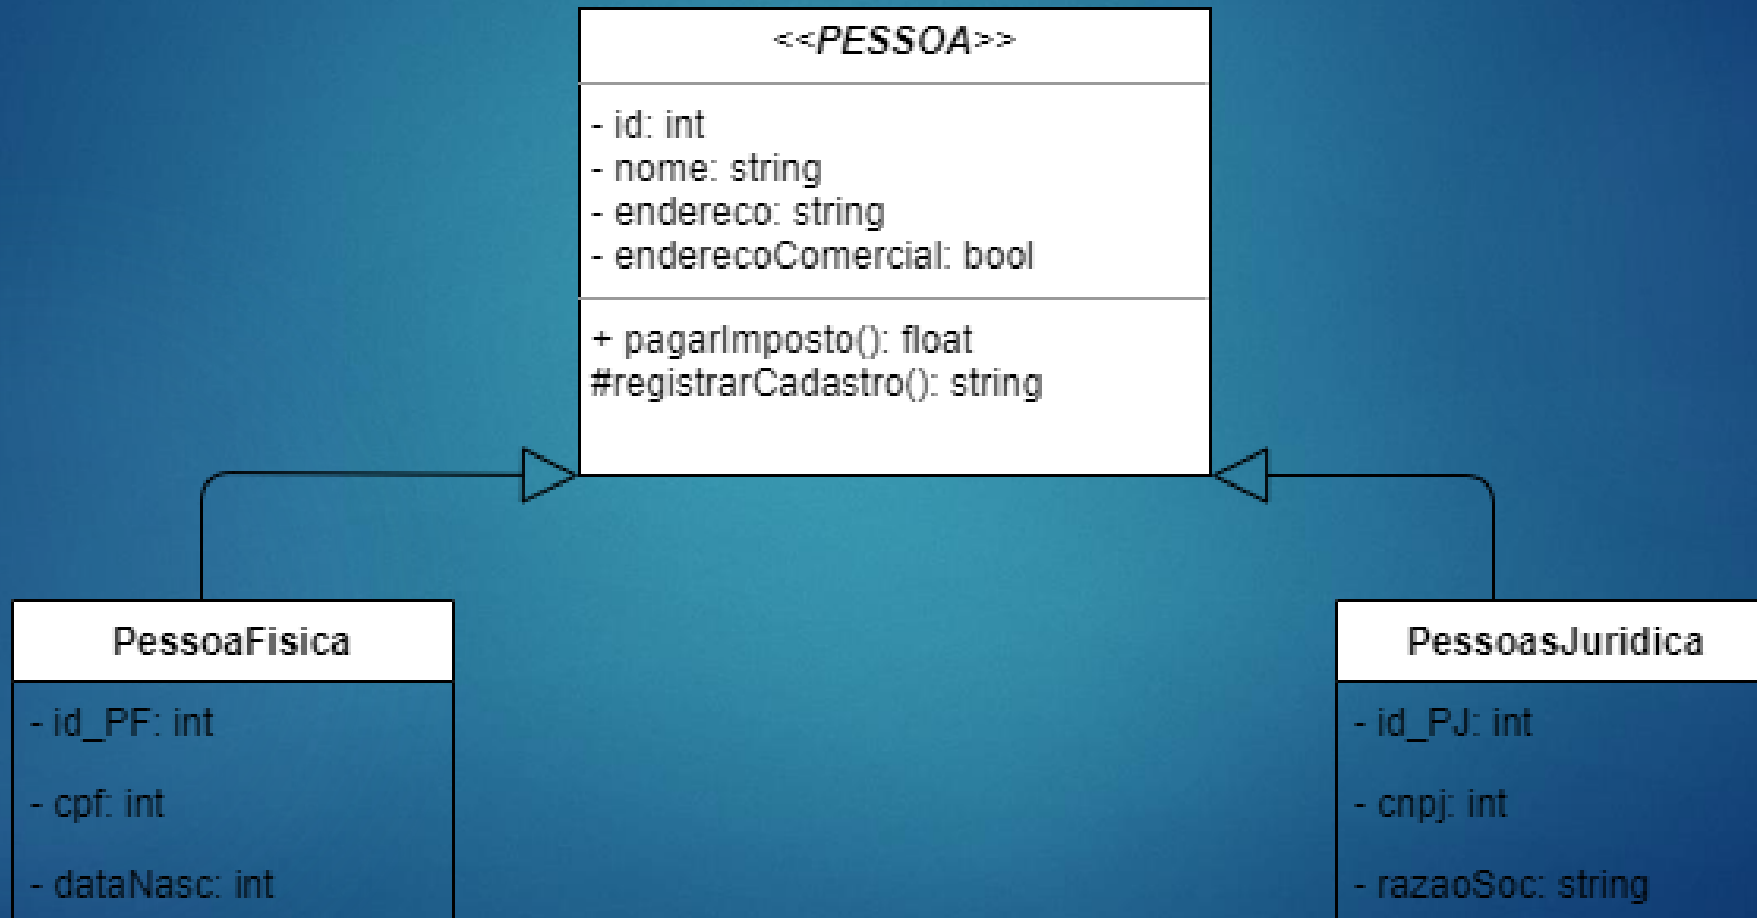 <<PESSOA>>
- id: int
- nome: string
- endereco: string
- enderecoComercial: bool
+ pagarImposto(): float
#registrarCadastro(): string
PessoaFisica
- id_PF: int
- cpf: int
- dataNasc: int
PessoasJuridica
- id_PJ: int
- cnpj: int
- razaoSoc: string